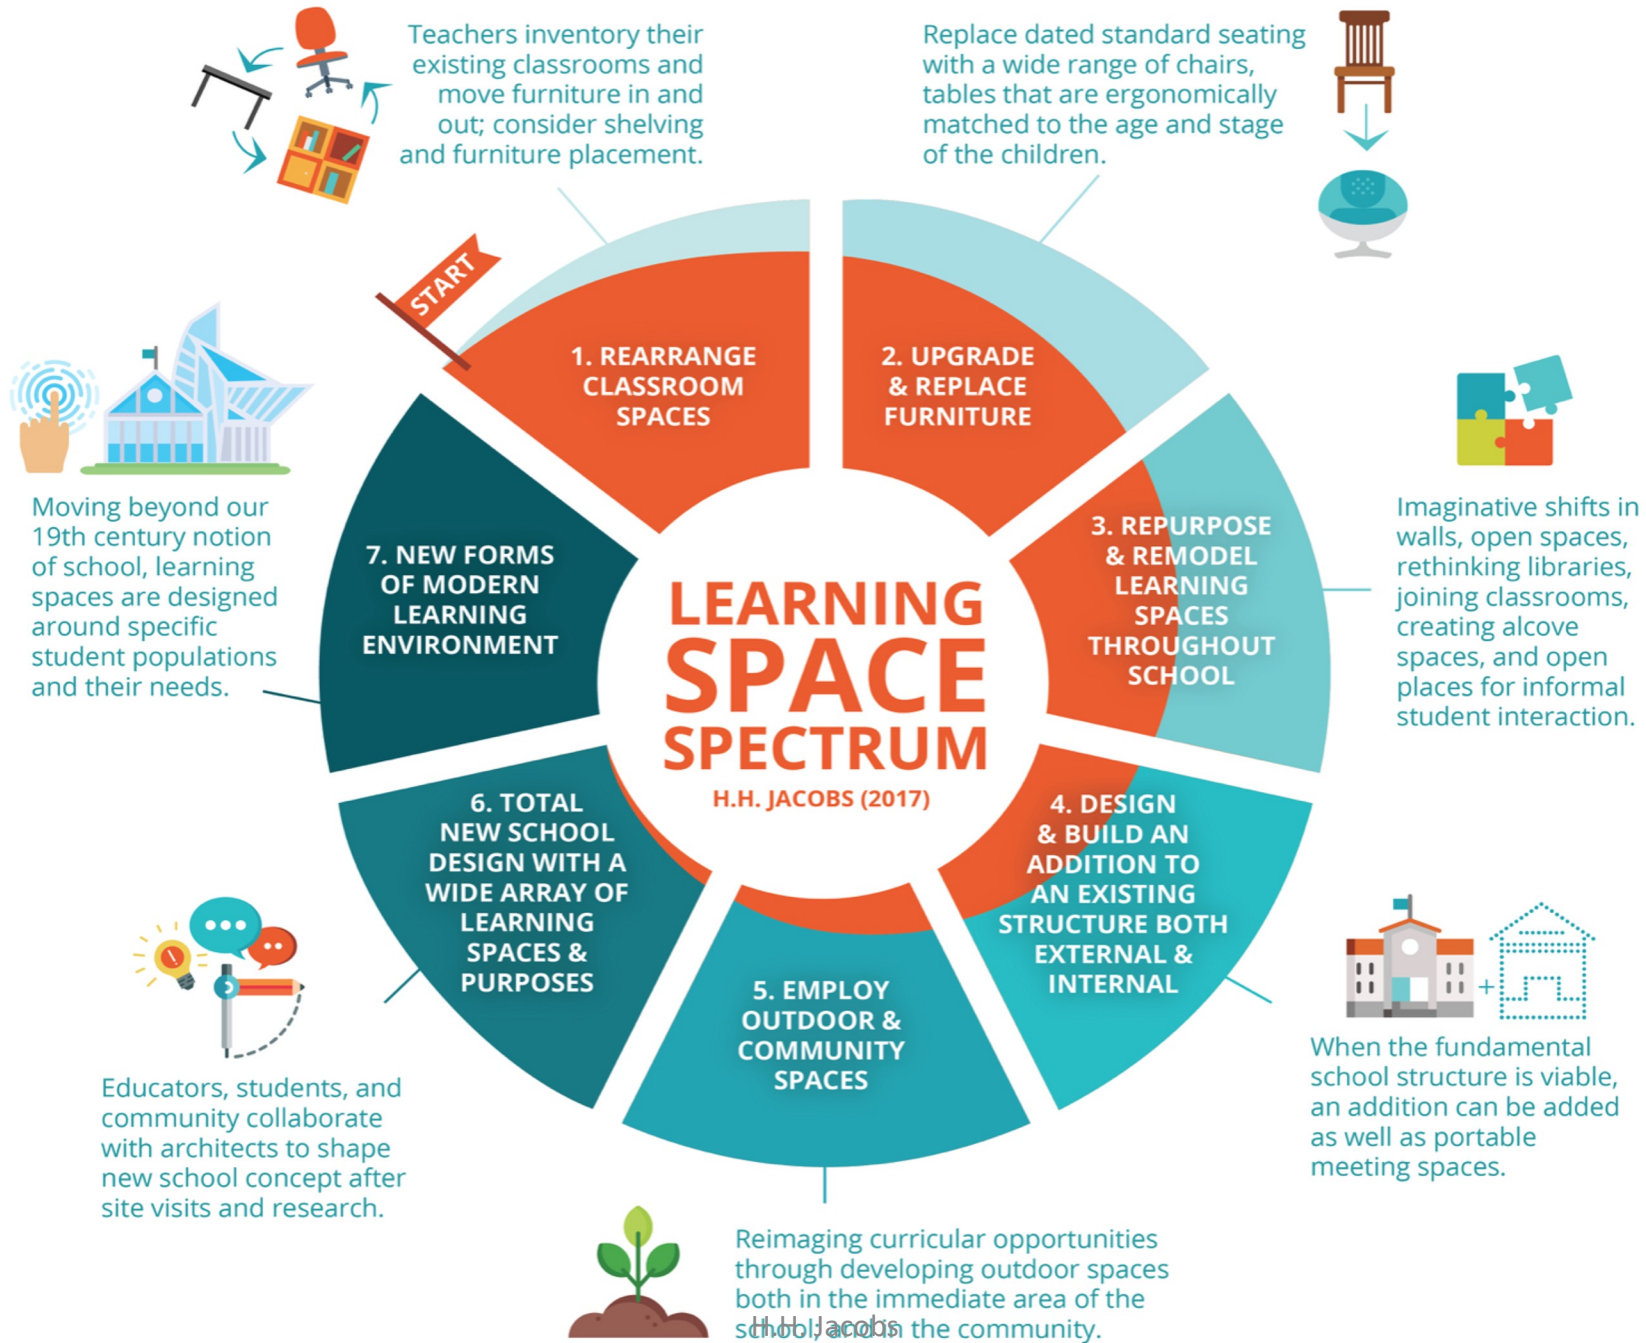 Teachers inventory their
existing classrooms and
move furniture in and
out; consider shelving
and furniture placement.
Replace dated standard seating
with a wide range of chairs,
tables that are ergonomically
matched to the age and stage
of the children.
START
1. REARRANGE
CLASSROOM
SPACES
2. UPGRADE
& REPLACE
FURNITURE
3. REPURPOSE
& REMODEL
LEARNING
SPACES
THROUGHOUT
SCHOOL
Imaginative shifts in
walls, open spaces,
rethinking libraries,
joining classrooms,
creating alcove
spaces, and open
places for informal
student interaction.
Moving beyond our
19th century notion
of school, learning
spaces are designed
around specific
student populations
and their needs.
7. NEW FORMS
OF MODERN
LEARNING
ENVIRONMENT
LEARNING
SPACE
SPECTRUM
H.H. JACOBS (2017)
6. TOTAL
NEW SCHOOL
DESIGN WITH A
WIDE ARRAY OF
LEARNING
SPACES &
PURPOSES
4. DESIGN
& BUILD AN
ADDITION TO
AN EXISTING
STRUCTURE BOTH
EXTERNAL &
INTERNAL
5. EMPLOY
OUTDOOR &
COMMUNITY
SPACES
When the fundamental
school structure is viable,
an addition can be added
as well as portable
meeting spaces.
Educators, students, and
community collaborate
with architects to shape
new school concept after
site visits and research.
Reimaging curricular opportunities
through developing outdoor spaces
both in the immediate area of the
school; and in the community.
H.H. Jacobs